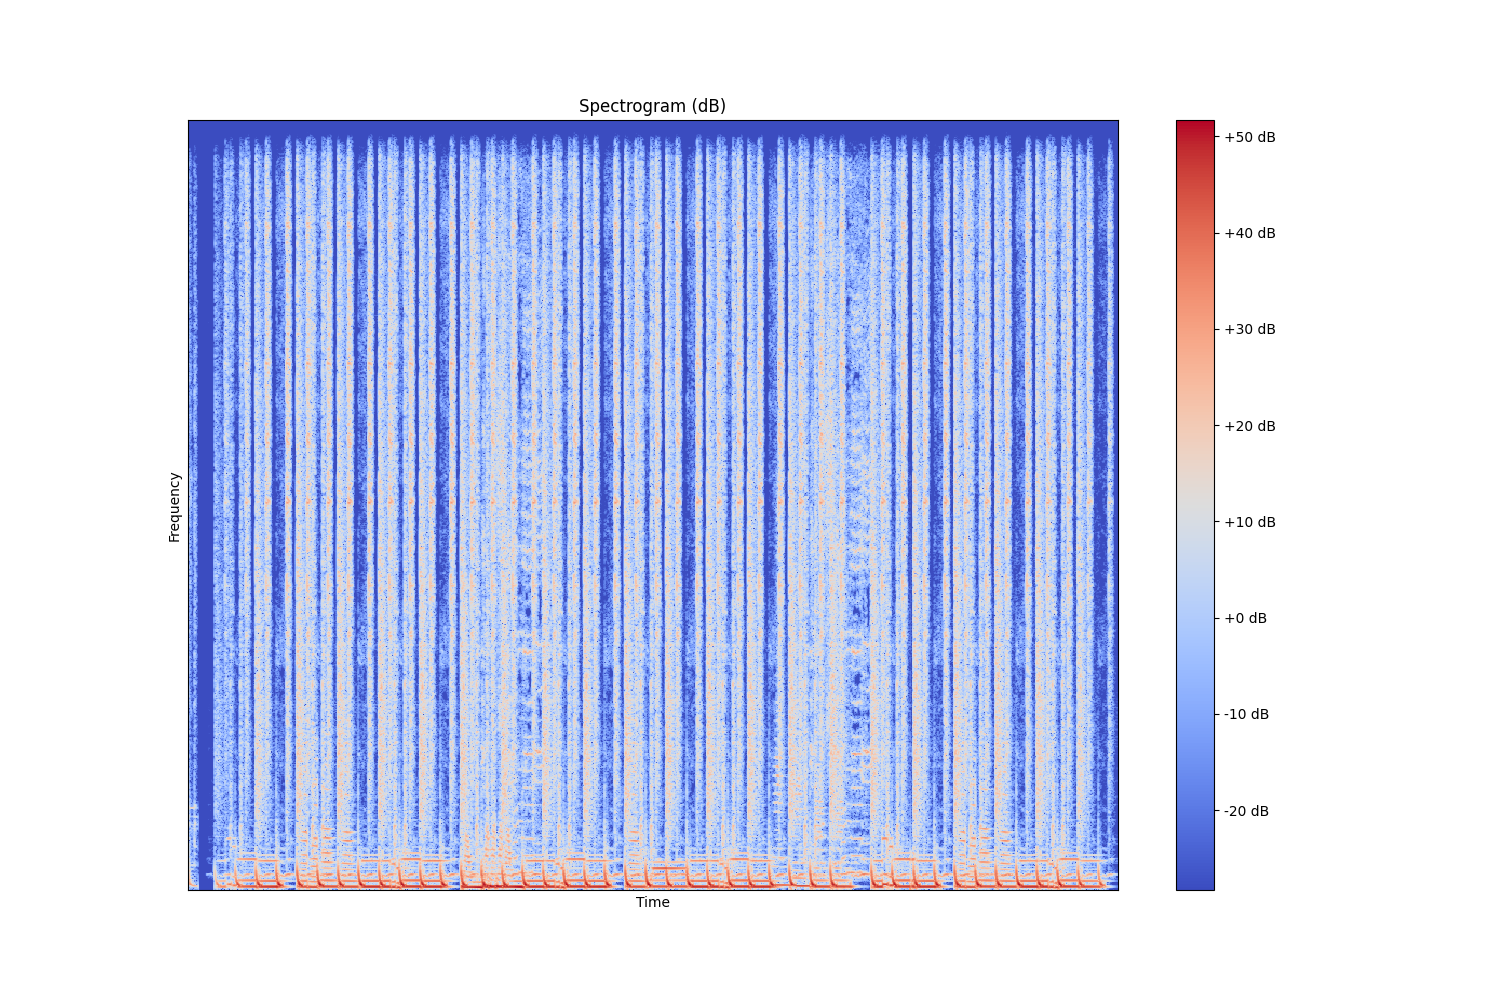 Spectrogram (dB)
Frequency
Time
+50 dB
+40 dB
+30 dB
+20 dB
+10 dB
+0 dB
-10 dB
-20 dB